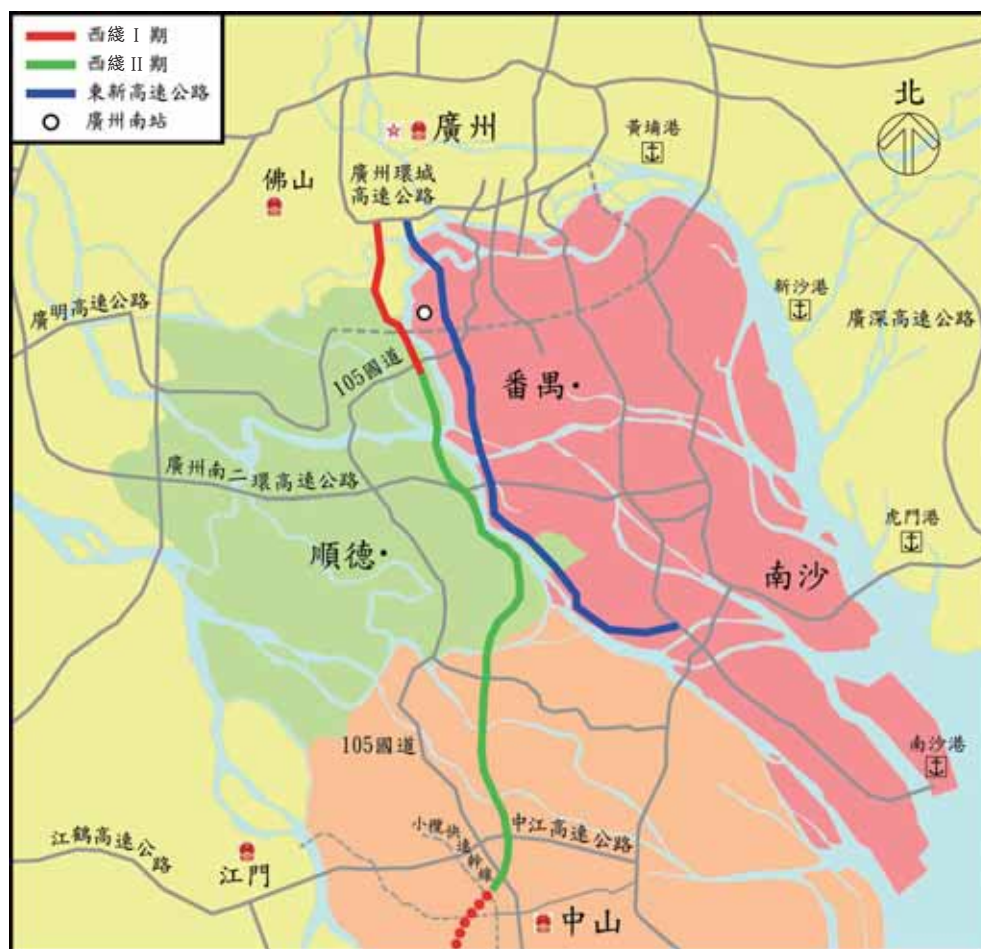 西綫 I 期
西綫 II 期
東新高速公路
廣州南站
北
廣州
黃埔港
佛山
廣州環城
高速公路
新沙港
廣明高速公路
廣深高速公路
105國道
番禺
廣州南二環高速公路
虎門港
順德
南沙
105國道
南沙港
小欖快速幹線
中江高速公路
江鶴高速公路
江門
中山